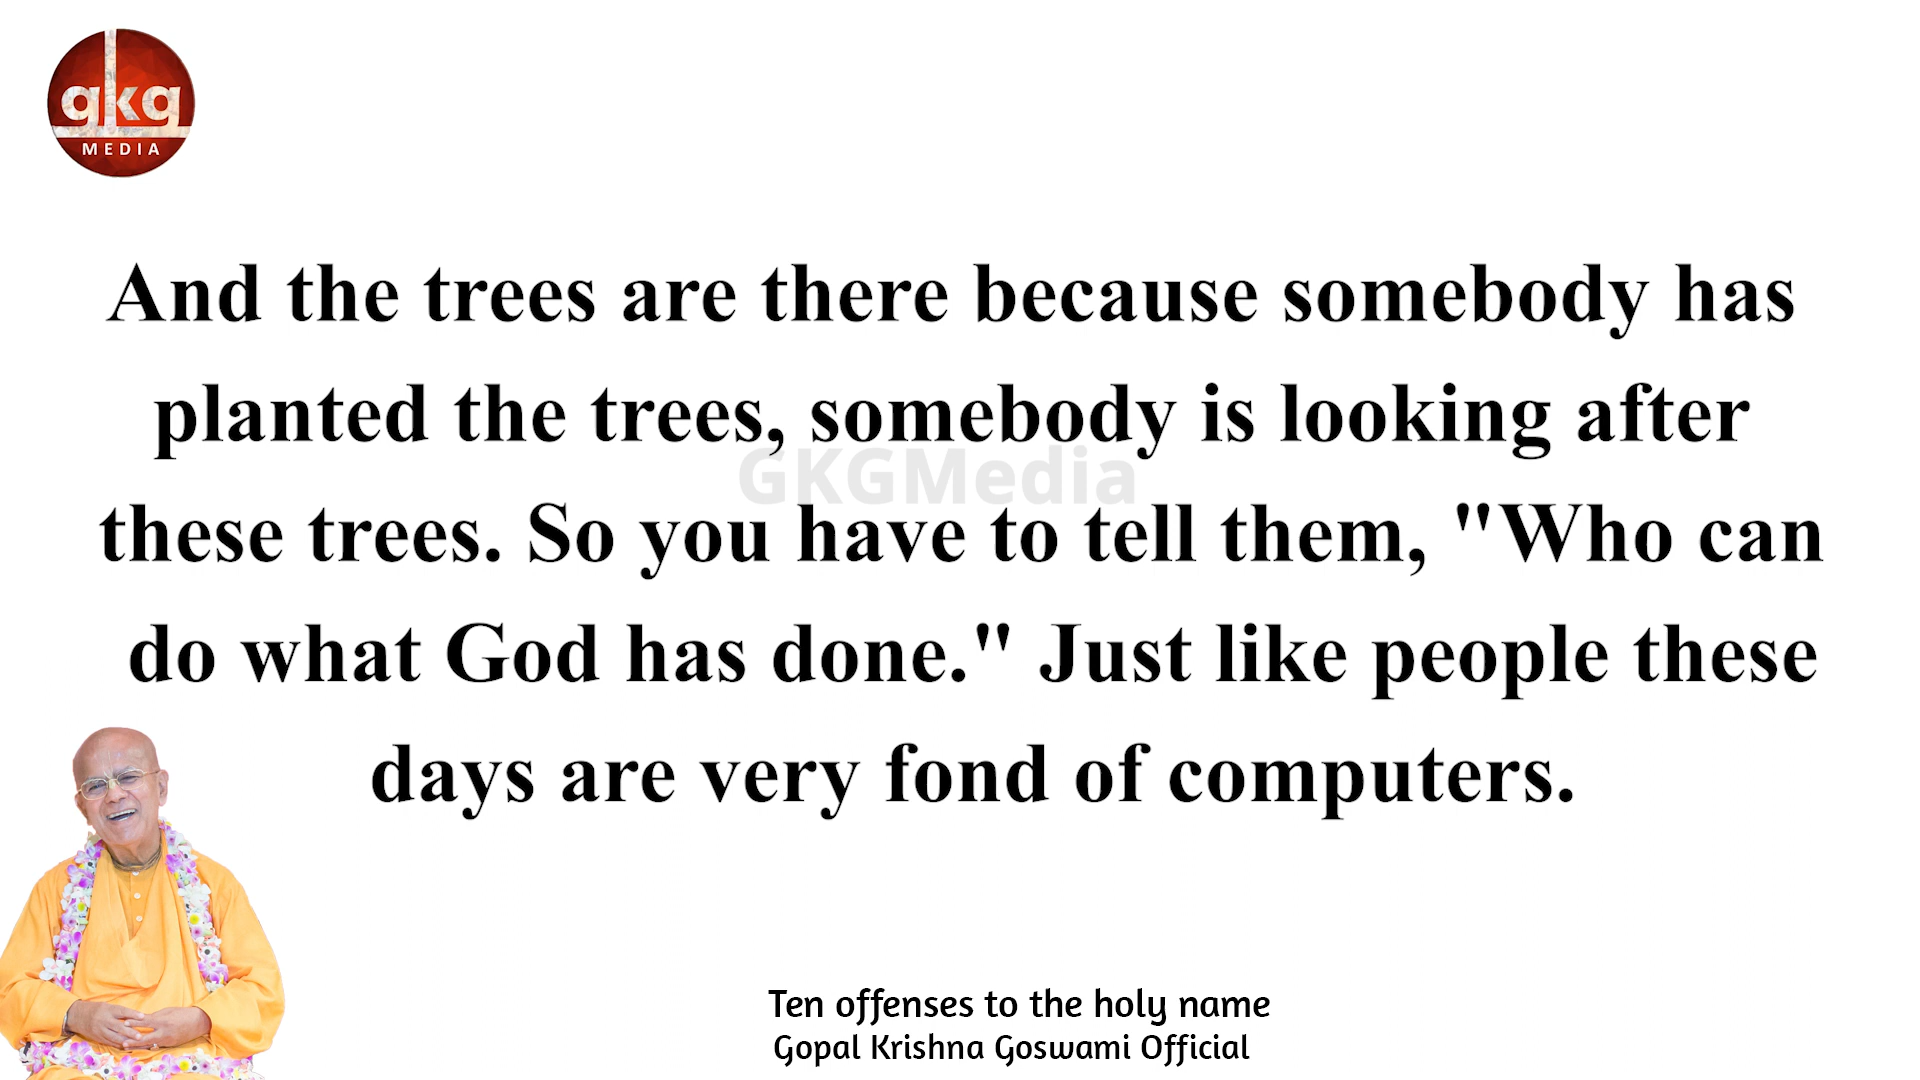 gkg
MEDIA
And the trees are there because somebody has
planted the trees, somebody is looking after
GKGMedia
these trees. So you have to tell them, "Who can
do what God has done." Just like people these
days are very fond of computers.
Ten offenses to the holy name
Gopal Krishna Goswami Official